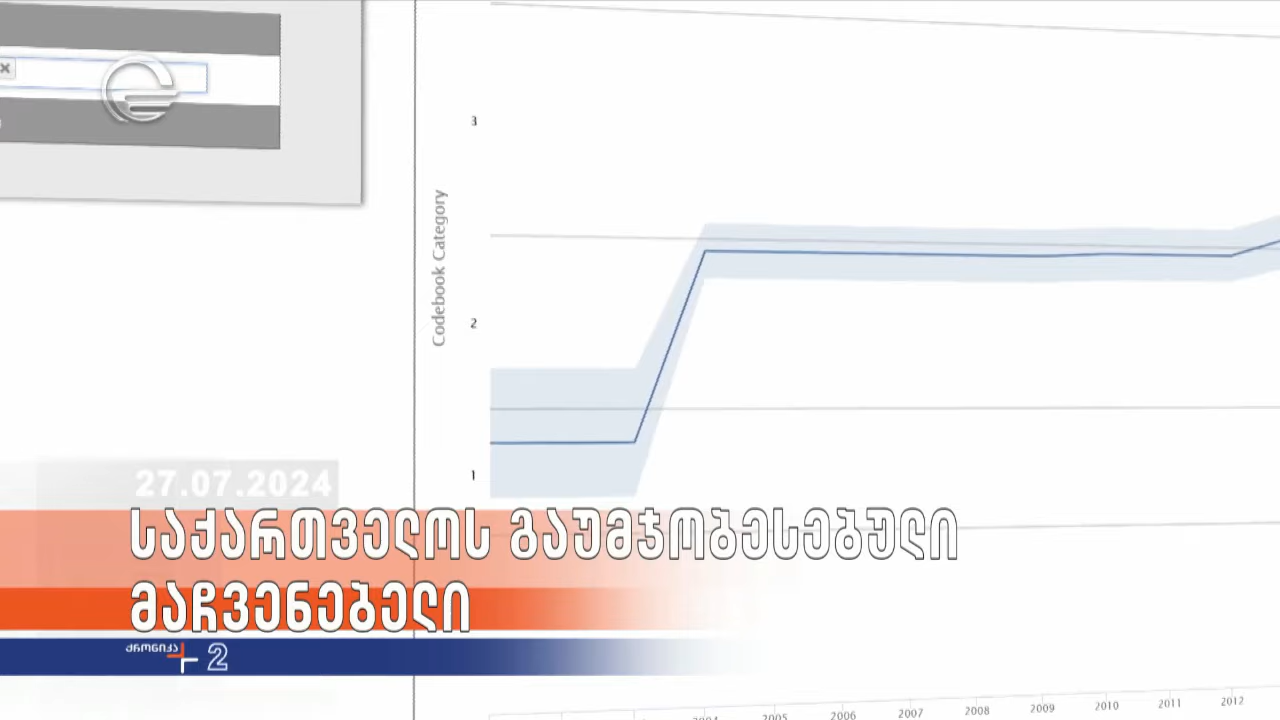 3
Codebook Category
2
1
27.07.2024
საქართველოს გაუმჯობესებული
მაჩვენებელი
ქრონიკა
2
2004 2005 2006 2007 2008 2009 2010 2011 2012